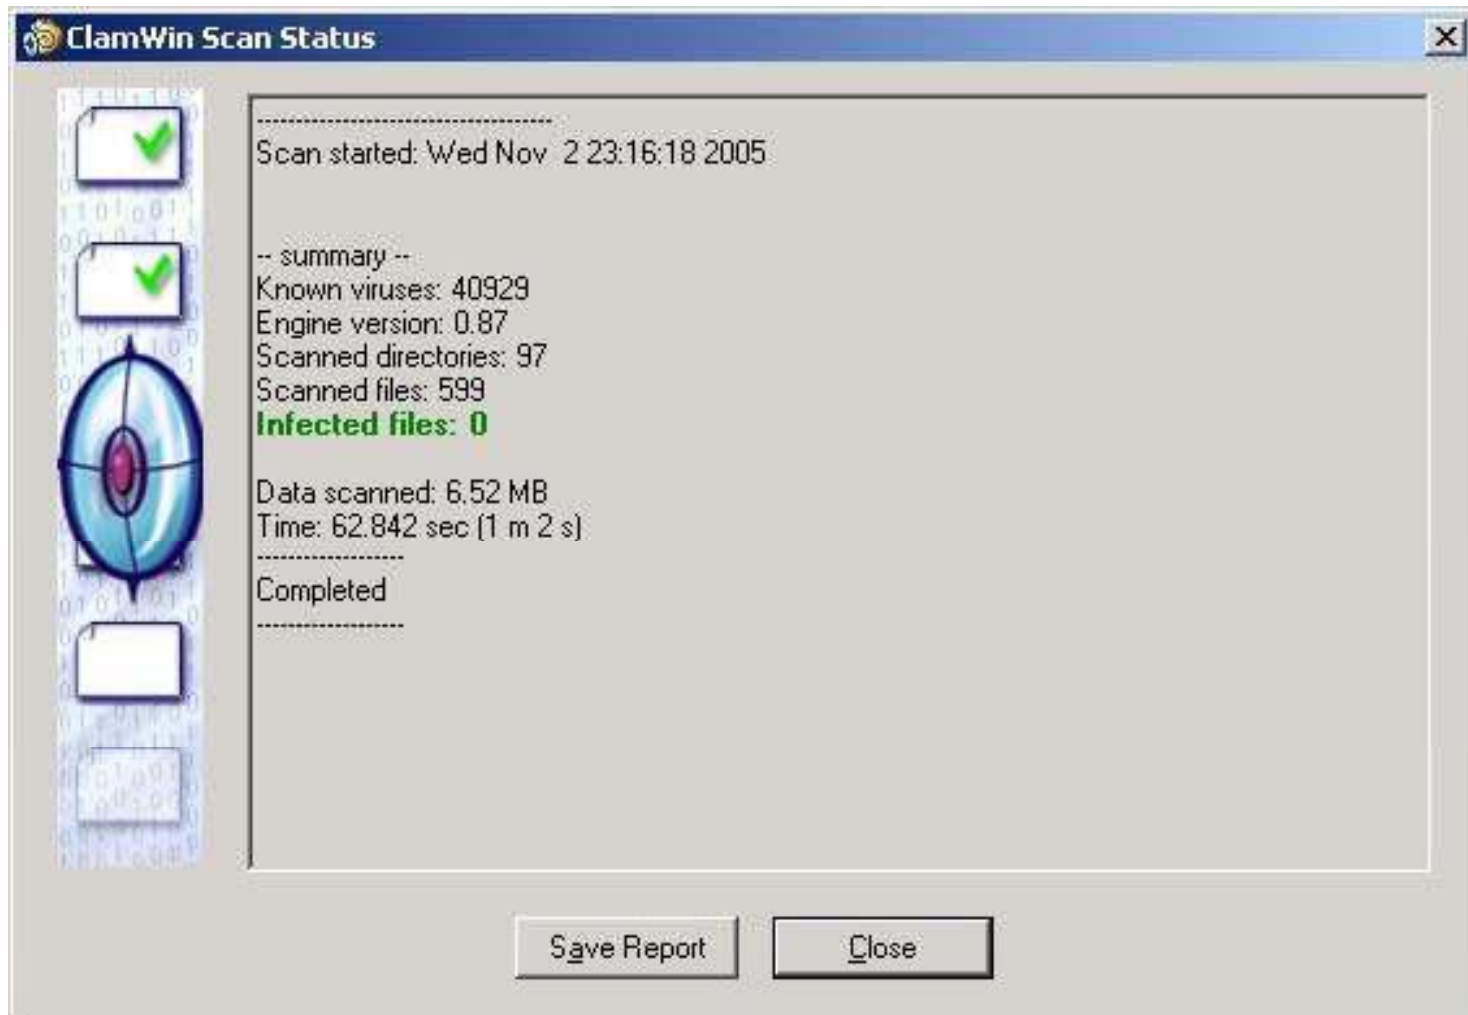 ClamWin Scan Status
-------------------------------------
Scan started: Wed Nov  2 23:16:18 2005
-- summary --
Known viruses: 40929
Engine version: 0.87
Scanned directories: 97
Scanned files: 599
Infected files: 0
Data scanned: 6.52 MB
Time: 62.842 sec (1 m 2 s)
-------------------
Completed
-------------------
Save Report
Close